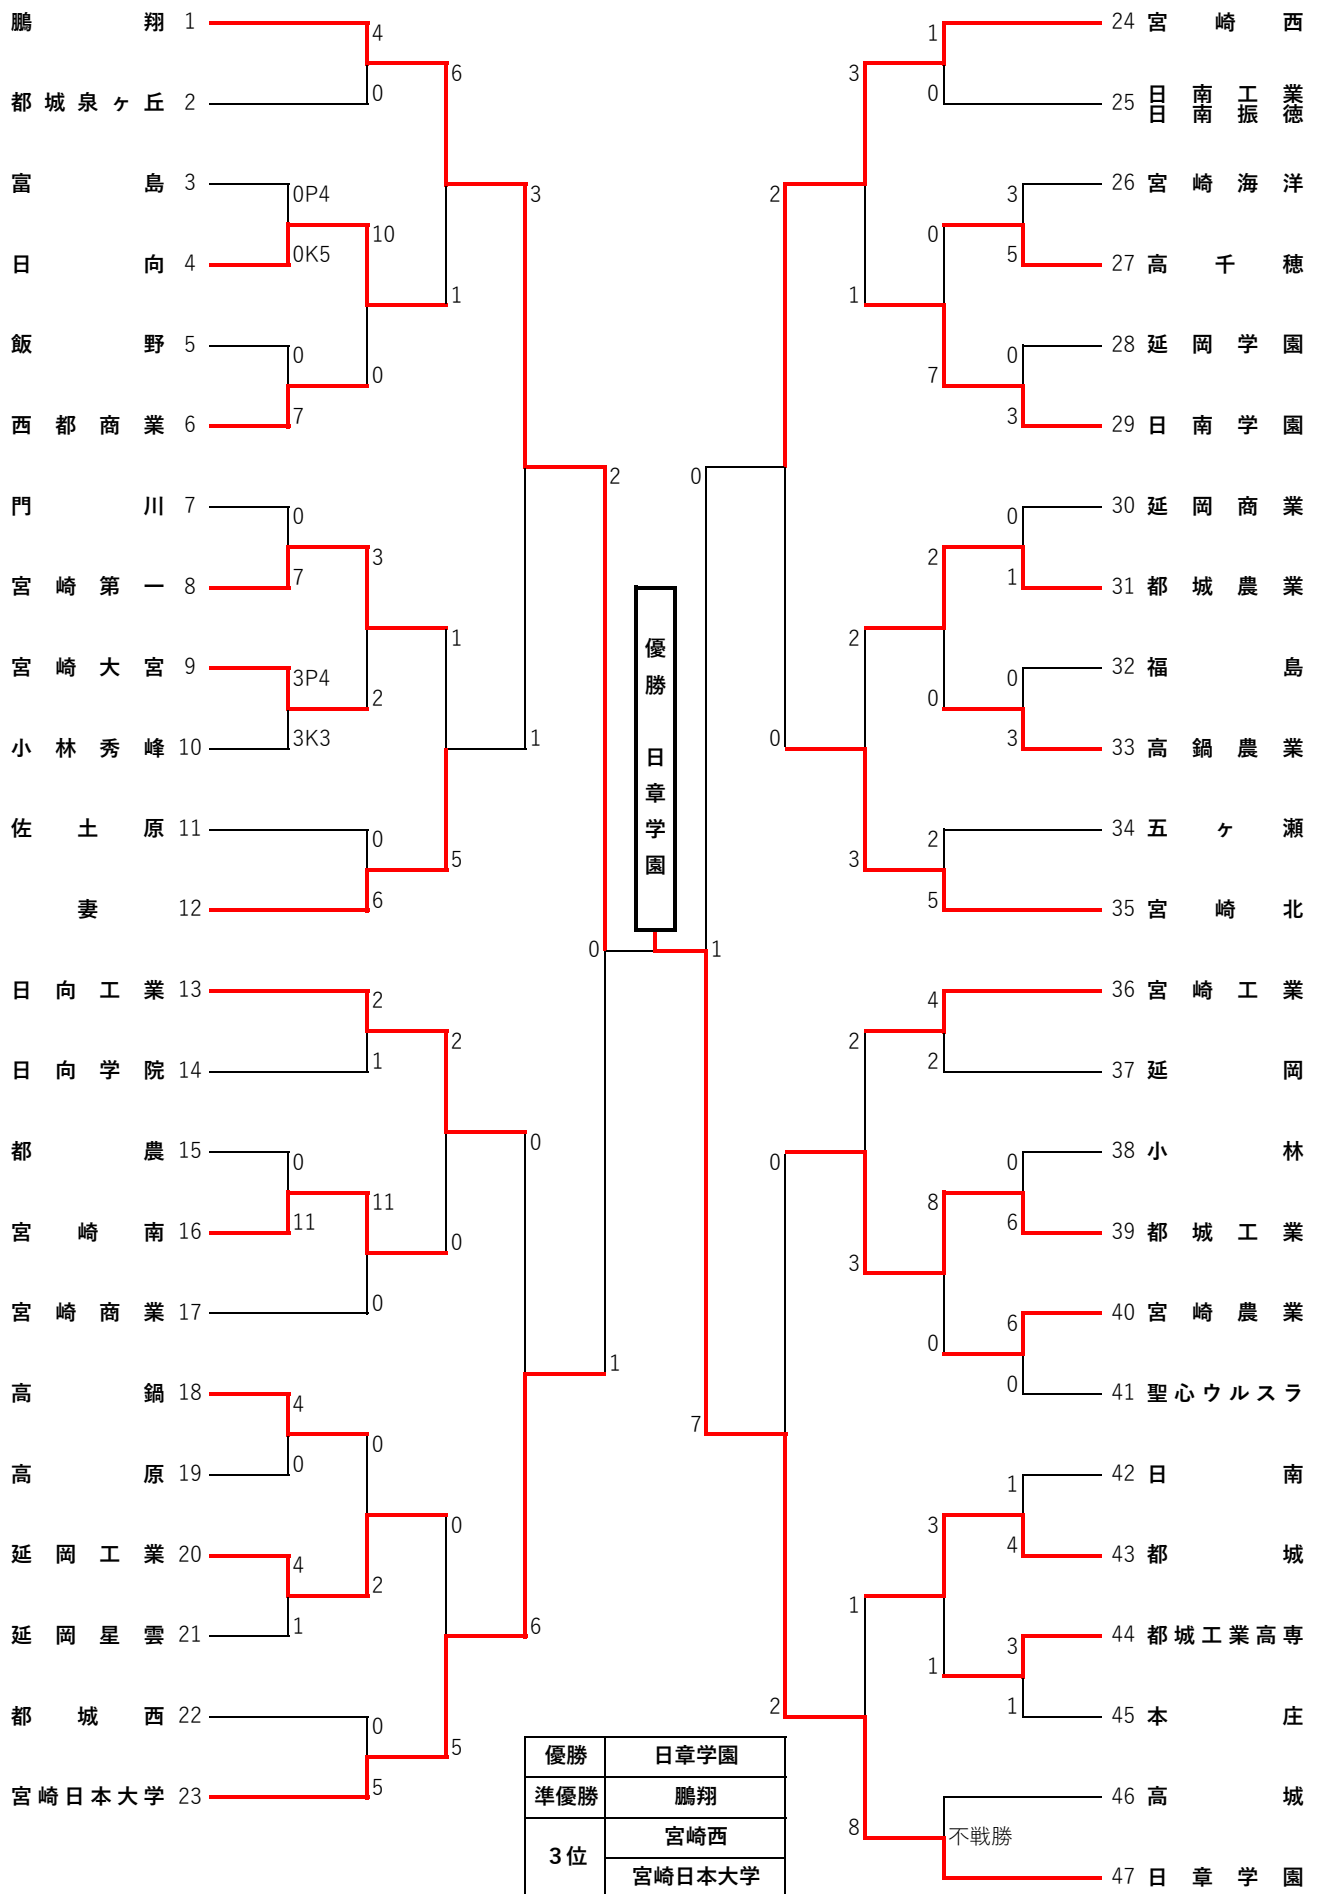 鵬翔 1
都城泉ヶ丘 2
富島 3
日向 4
飯野 5
西都商業 6
門川 7
宮崎第一 8
宮崎大宮 9
小林秀峰 10
佐土原 11
妻 12
日向工業 13
日向学院 14
都農 15
宮崎南 16
宮崎商業 17
高鍋 18
高原 19
延岡工業 20
延岡星雲 21
都城西 22
宮崎日本大学 23
4
0
0P4
0K5
0
7
10
0
6
1
0
7
3P4
3K3
3
2
0
6
1
5
3
1
2
1
2
1
0
11
11
0
2
0
4
0
4
1
0
2
0
5
0
5
0
6
2
1
0
1
優勝 日章学園
0
7
2
0
3
1
1
0
0
7
3
5
0
3
2
3
2
0
0
1
0
3
2
5
0
2
2
3
4
2
8
0
0
6
6
0
1
8
3
1
1
4
3
1
不戦勝
24 宮崎西
25 日南工業
日南振徳
26 宮崎海洋
27 高千穂
28 延岡学園
29 日南学園
30 延岡商業
31 都城農業
32 福島
33 高鍋農業
34 五ヶ瀬
35 宮崎北
36 宮崎工業
37 延岡
38 小林
39 都城工業
40 宮崎農業
41 聖心ウルスラ
42 日南
43 都城
44 都城工業高専
45 本庄
46 高城
47 日章学園
優勝 日章学園
準優勝 鵬翔
3位 宮崎西
宮崎日本大学